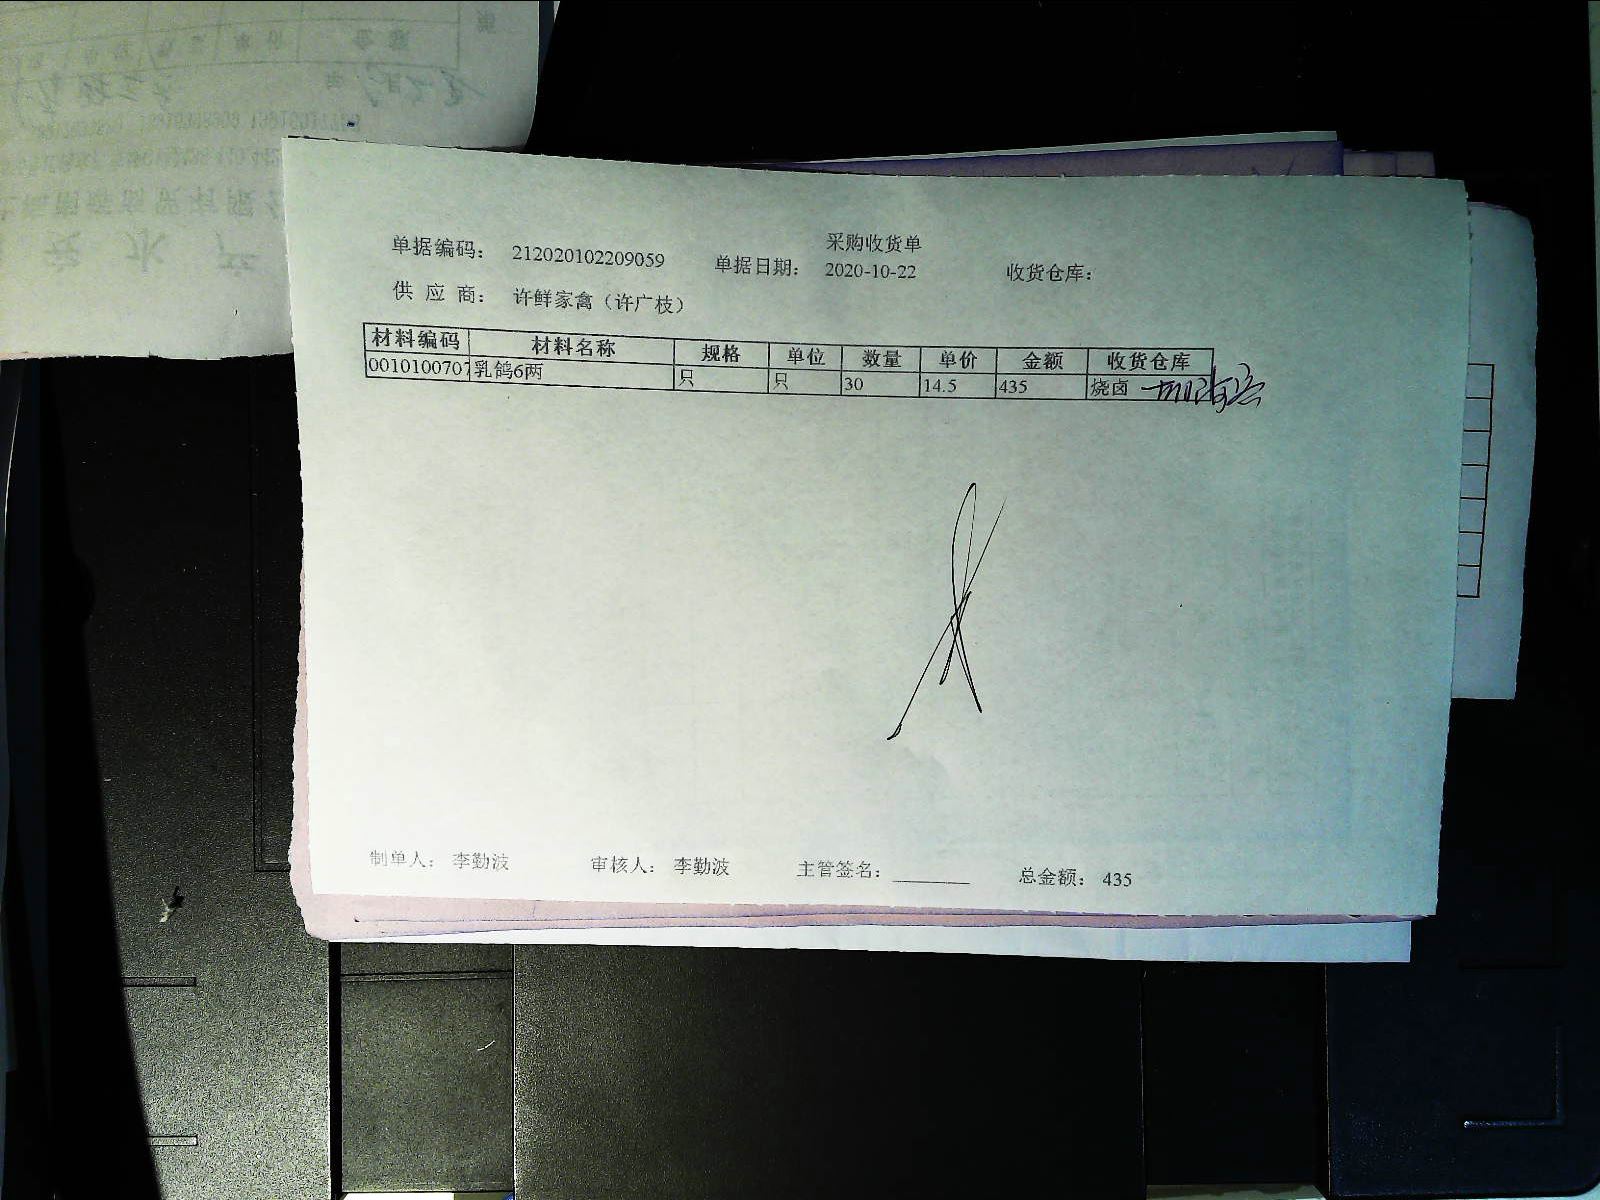 采购收货单
单据编码： 212020102209059 单据日期： 2020-10-22 收货仓库：
供 应 商： 许鲜家禽（许广枝）
材料编码 材料名称 规格 单位 数量 单价 金额 收货仓库
0010100707 乳鸽6两 只 只 30 14.5 435 烧卤
制单人： 李勤波 审核人： 李勤波 主管签名：________ 总金额： 435